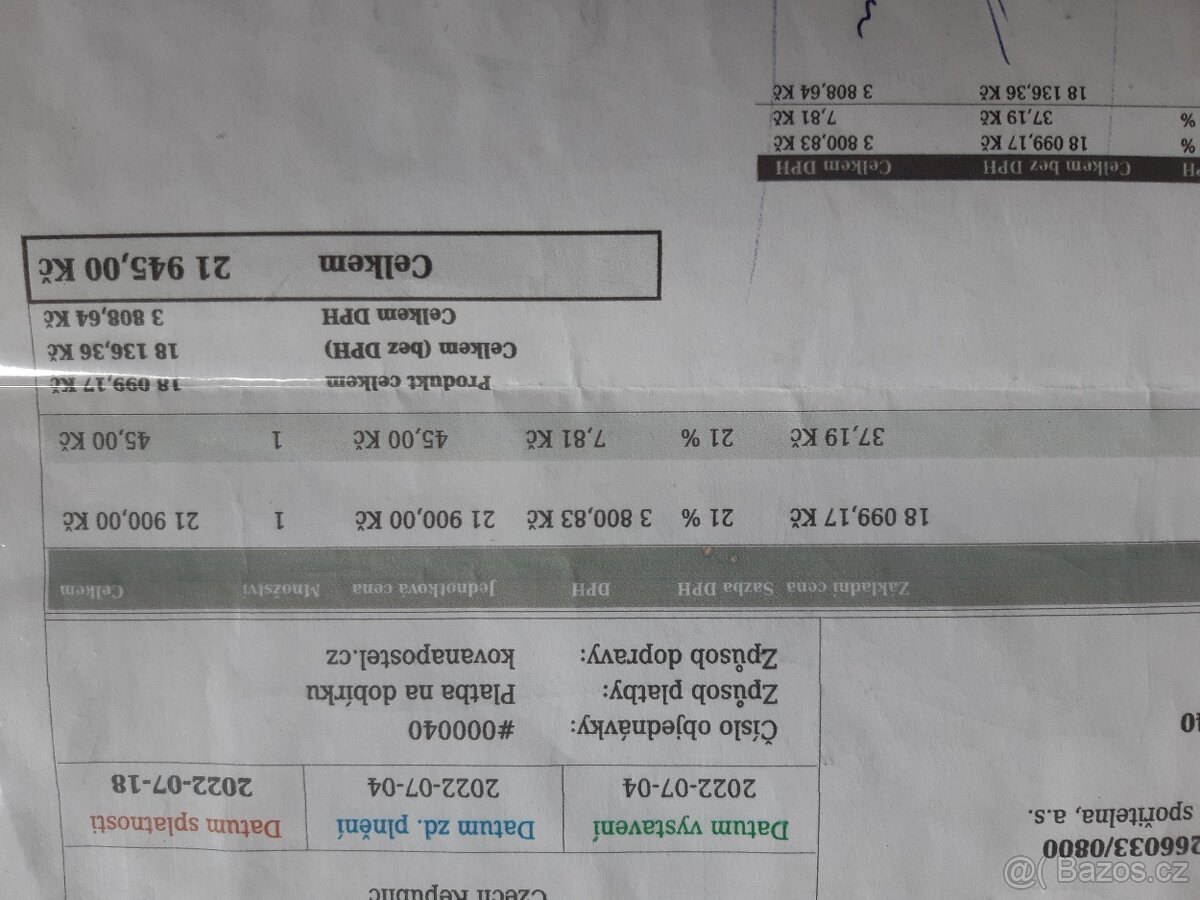 Czech Republic
266033/0800
spořitelna, a.s.
Datum vystavení Datum zd. plnění Datum splatnosti
2022-07-04 2022-07-04 2022-07-18
Číslo objednávky: #000040
Způsob platby: Platba na dobírku
Způsob dopravy: kovanapostel.cz
Základní cena Sazba DPH DPH Jednotková cena Množství Celkem
18 099,17 Kč 21 % 3 800,83 Kč 21 900,00 Kč 1 21 900,00 Kč
37,19 Kč 21 % 7,81 Kč 45,00 Kč 1 45,00 Kč
Produkt celkem 18 099,17 Kč
Celkem (bez DPH) 18 136,36 Kč
Celkem DPH 3 808,64 Kč
Celkem 21 945,00 Kč
Celkem bez DPH Celkem DPH
% 18 099,17 Kč 3 800,83 Kč
% 37,19 Kč 7,81 Kč
18 136,36 Kč 3 808,64 Kč
Bazos.cz